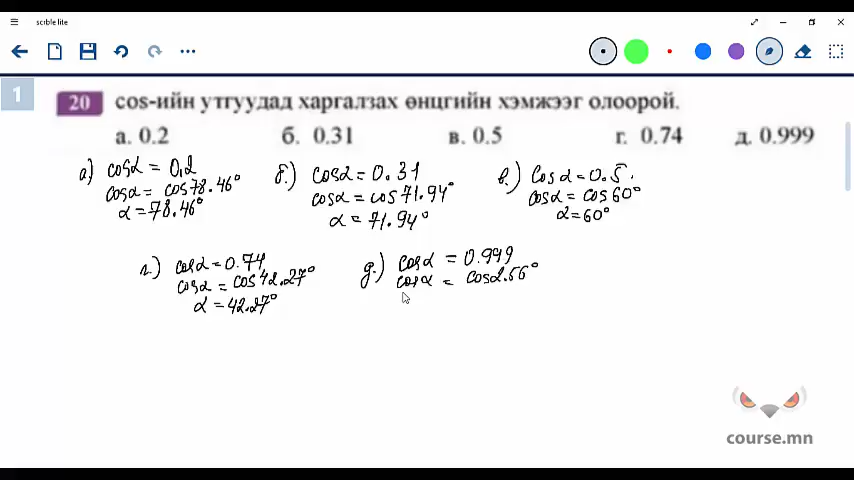 scrble lite
1
20 cos-ийн утгуудад харгалзах өнцгийн хэмжээг олоорой.
а. 0.2 б. 0.31 в. 0.5 г. 0.74 д. 0.999
а) cosα = 0.2
cosα = cos78.46°
α = 78.46°
б.) cosα = 0.31
cosα = cos71.94°
α = 71.94°
в.) cosα = 0.5.
cosα = cos60°
α = 60°
г.) cosα = 0.74
cosα = cos42.27°
α = 42.27°
д.) cosα = 0.999
cosα = cos2.56°
course.mn